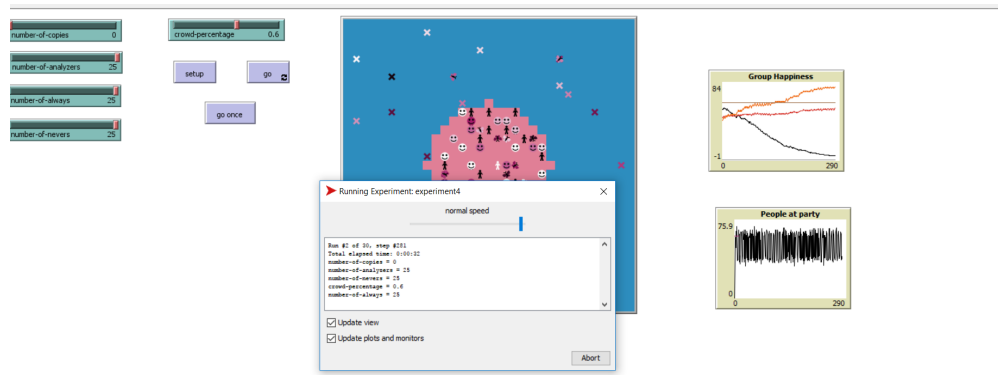 number-of-copies 0
number-of-analyzers 25
number-of-always 25
number-of-nevers 25
crowd-percentage 0.6
setup
go
go once
Group Happiness
84
-1
0 290
People at party
75.9
0
0 290
Running Experiment: experiment4
normal speed
Run #2 of 30, step #281
Total elapsed time: 0:00:32
number-of-copies = 0
number-of-analyzers = 25
number-of-nevers = 25
crowd-percentage = 0.6
number-of-always = 25
Update view
Update plots and monitors
Abort